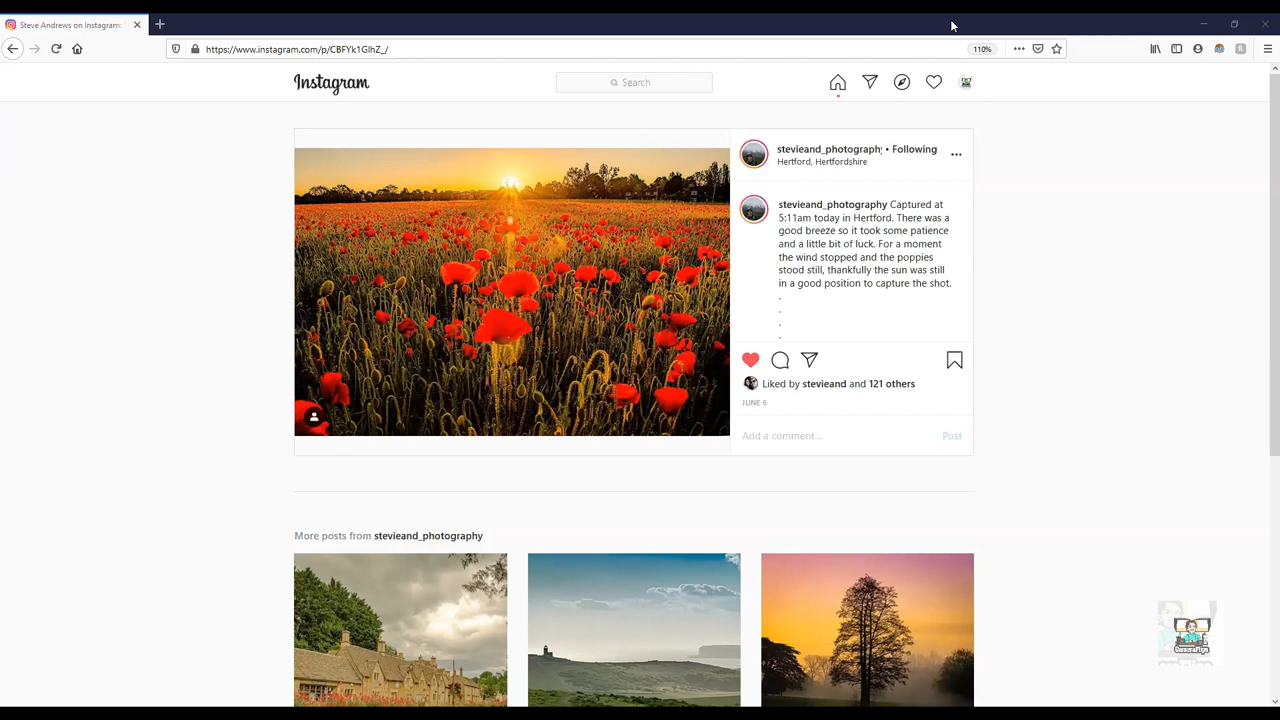 Steve Andrews on Instagram:
https://www.instagram.com/p/CBFYk1GlhZ_/
110%
Instagram
Search
stevieand_photography • Following
Hertford, Hertfordshire
stevieand_photography Captured at
5:11am today in Hertford. There was a
good breeze so it took some patience
and a little bit of luck. For a moment
the wind stopped and the poppies
stood still, thankfully the sun was still
in a good position to capture the shot.
.
.
.
.
Liked by stevieand and 121 others
JUNE 6
Add a comment...
Post
More posts from stevieand_photography